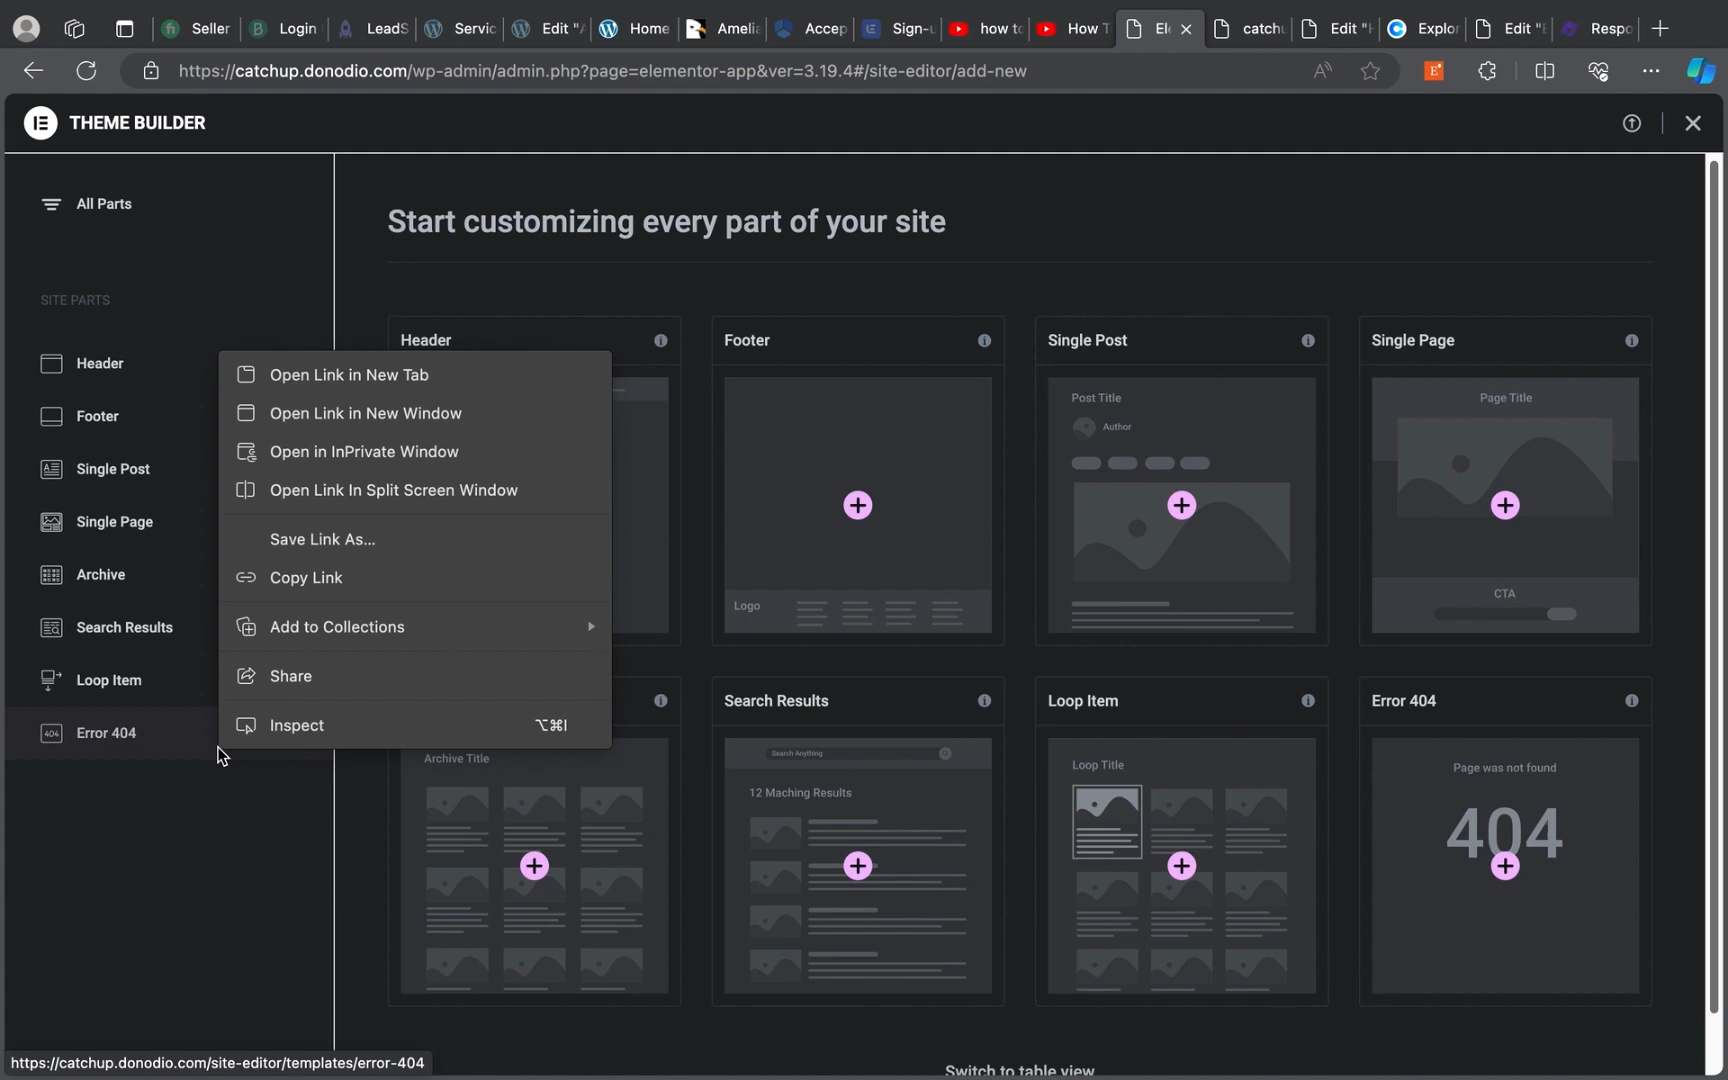 Seller
Login
LeadS
Servic
Edit "A
Home
Amelia
Accep
Sign-u
how to
How T
Ele
catchu
Edit "H
Explor
Edit "E
Respo
https://catchup.donodio.com/wp-admin/admin.php?page=elementor-app&ver=3.19.4#/site-editor/add-new
THEME BUILDER
All Parts
Start customizing every part of your site
SITE PARTS
Header
Footer
Single Post
Single Page
Archive
Search Results
Loop Item
404 Error 404
Open Link in New Tab
Open Link in New Window
Open in InPrivate Window
Open Link In Split Screen Window
Save Link As...
Copy Link
Add to Collections
Share
Inspect ⌥⌘I
Header
Footer
Logo
Single Post
Post Title
Author
Single Page
Page Title
CTA
Archive Title
Search Results
Search Anything
12 Maching Results
Loop Item
Loop Title
Error 404
Page was not found
404
Switch to table view
https://catchup.donodio.com/site-editor/templates/error-404